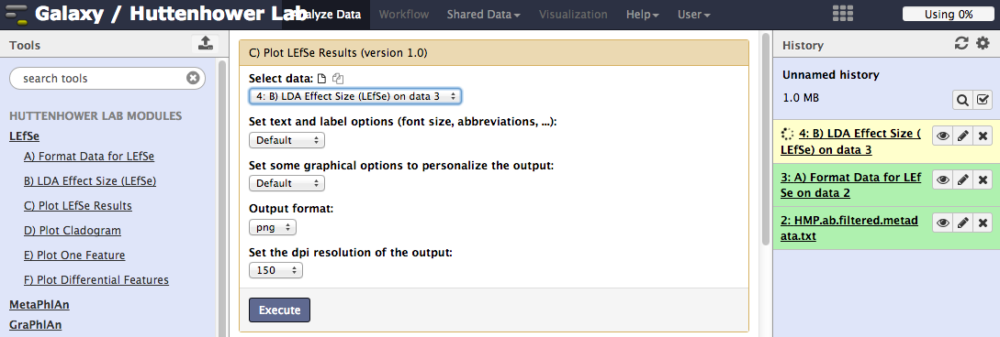 Galaxy / Huttenhower Lab
Analyze Data
Workflow
Shared Data
Visualization
Help
User
Using 0%
Tools
search tools
HUTTENHOWER LAB MODULES
LEfSe
A) Format Data for LEfSe
B) LDA Effect Size (LEfSe)
C) Plot LEfSe Results
D) Plot Cladogram
E) Plot One Feature
F) Plot Differential Features
MetaPhlAn
GraPhlAn
C) Plot LEfSe Results (version 1.0)
Select data:
4: B) LDA Effect Size (LEfSe) on data 3
Set text and label options (font size, abbreviations, ...):
Default
Set some graphical options to personalize the output:
Default
Output format:
png
Set the dpi resolution of the output:
150
Execute
History
Unnamed history
1.0 MB
4: B) LDA Effect Size (
LEfSe) on data 3
3: A) Format Data for LEf
Se on data 2
2: HMP.ab.filtered.metad
ata.txt